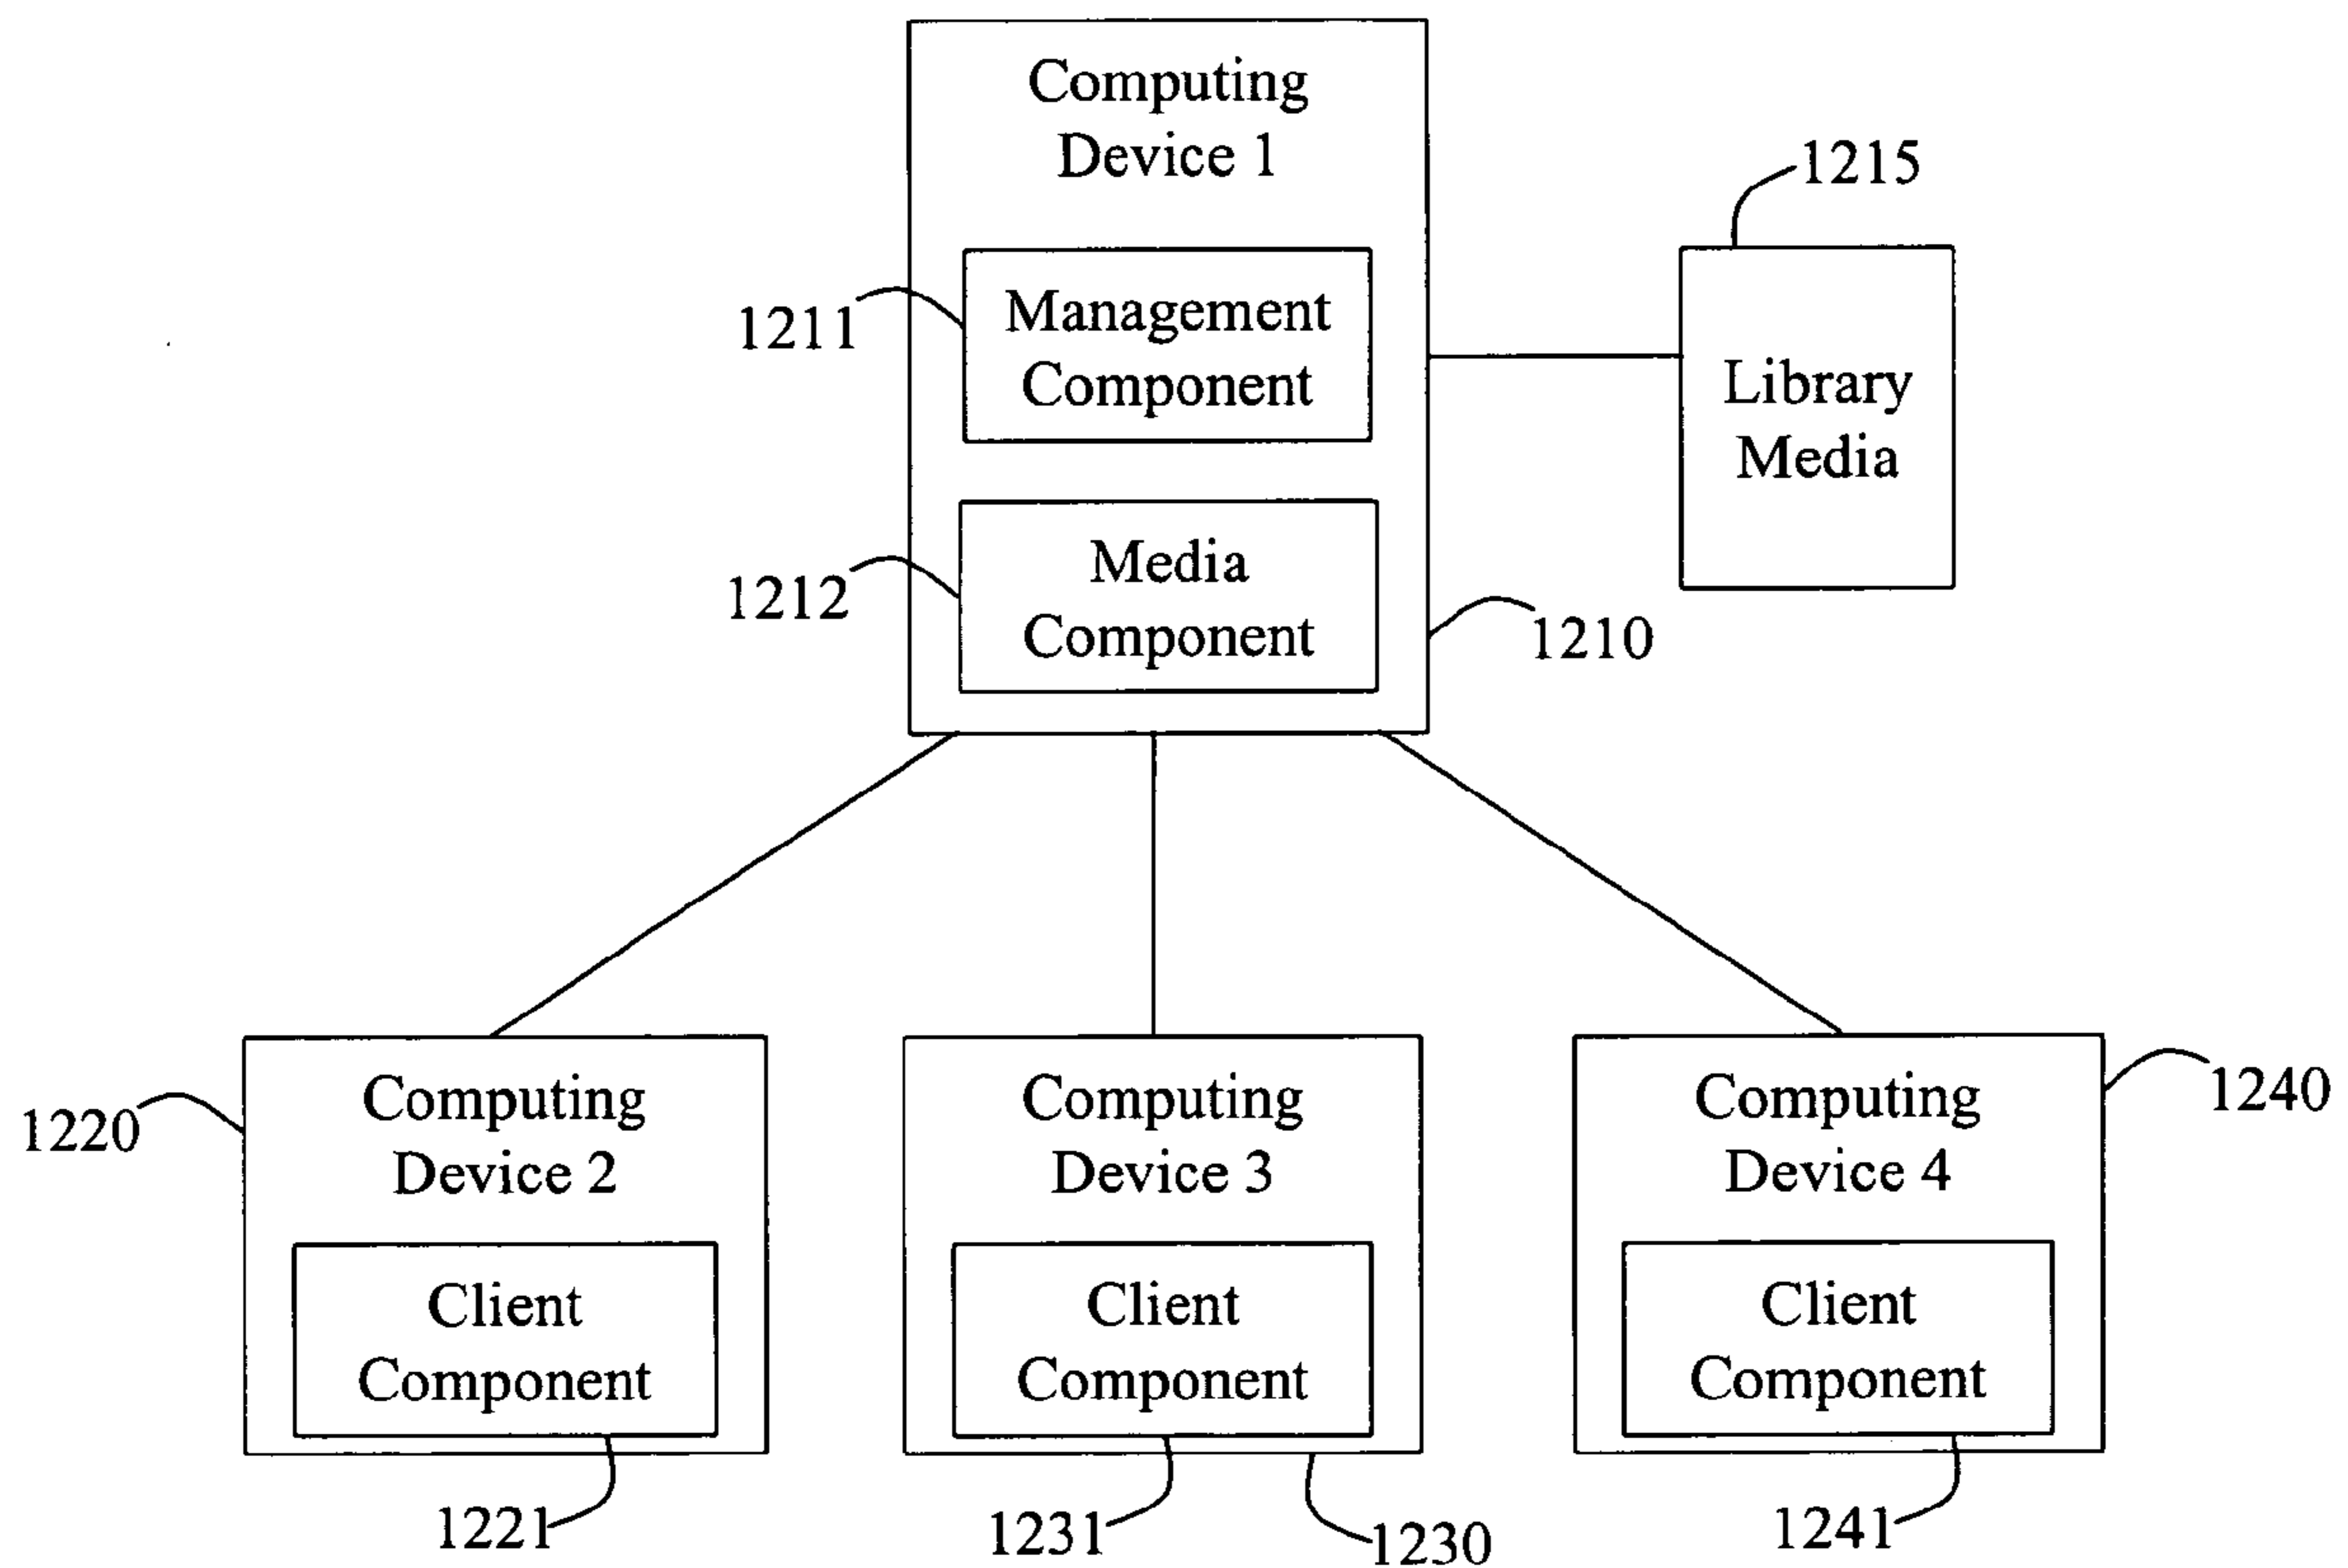 Computing
Device 1
1215
1211
Management
Component
Library
Media
1212
Media
Component
1210
1220
Computing
Device 2
Computing
Device 3
Computing
Device 4
1240
Client
Component
Client
Component
Client
Component
1221
1231
1230
1241